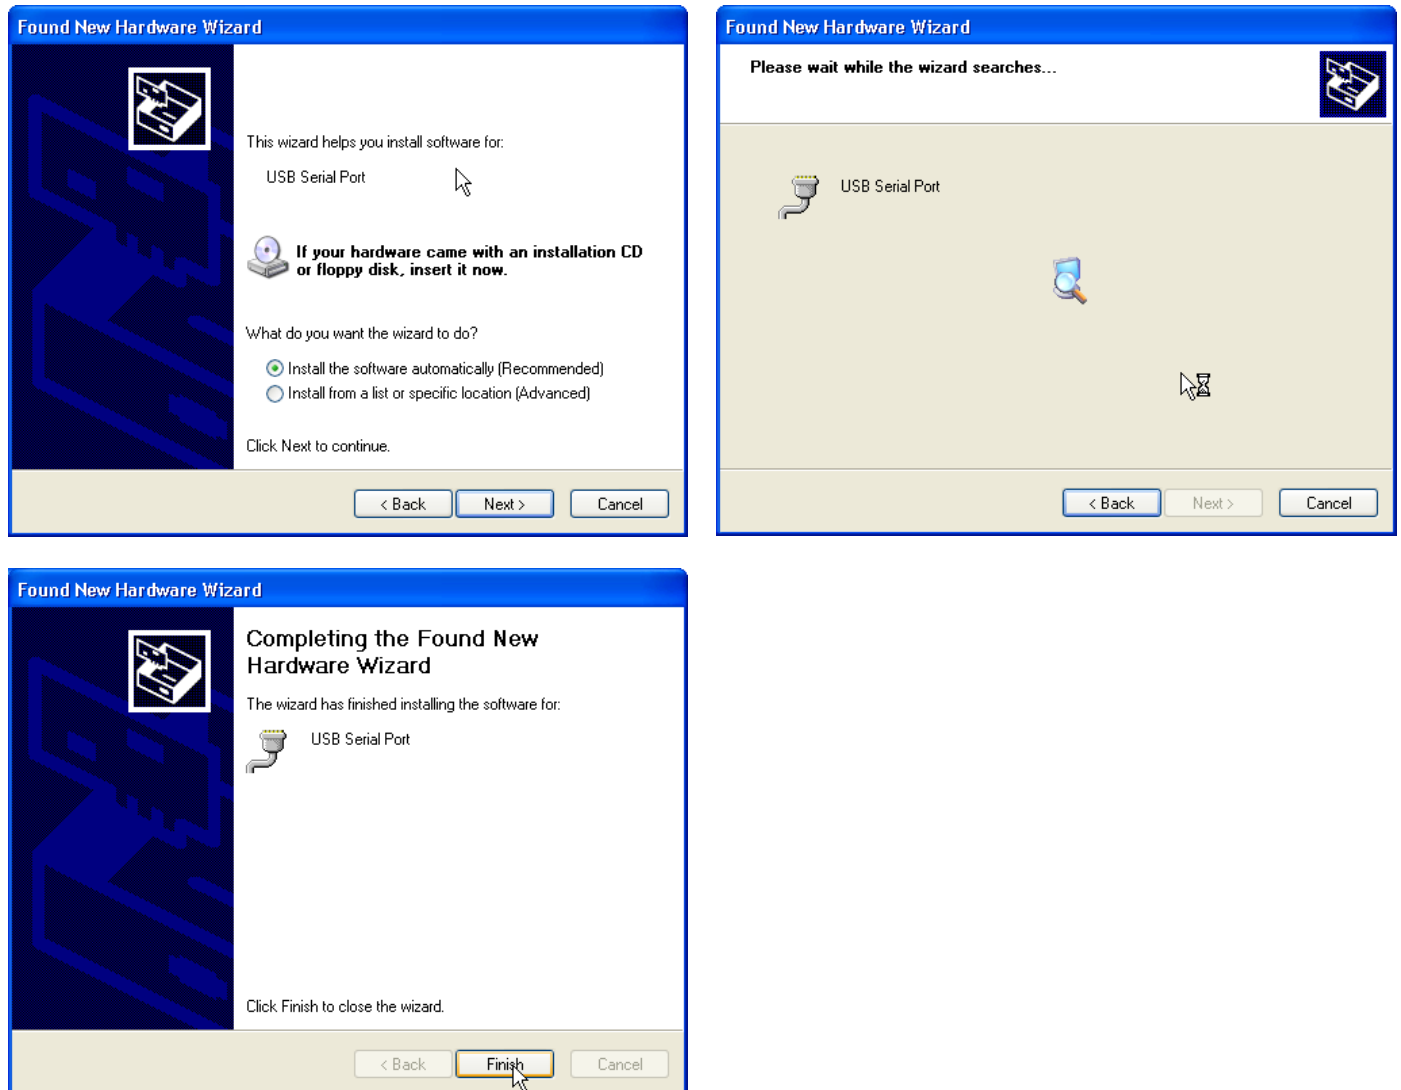 Found New Hardware Wizard
This wizard helps you install software for:
USB Serial Port
If your hardware came with an installation CD
or floppy disk, insert it now.
What do you want the wizard to do?
Install the software automatically (Recommended)
Install from a list or specific location (Advanced)
Click Next to continue.
< Back Next > Cancel
Found New Hardware Wizard
Please wait while the wizard searches...
USB Serial Port
< Back Next > Cancel
Found New Hardware Wizard
Completing the Found New
Hardware Wizard
The wizard has finished installing the software for:
USB Serial Port
Click Finish to close the wizard.
< Back Finish Cancel